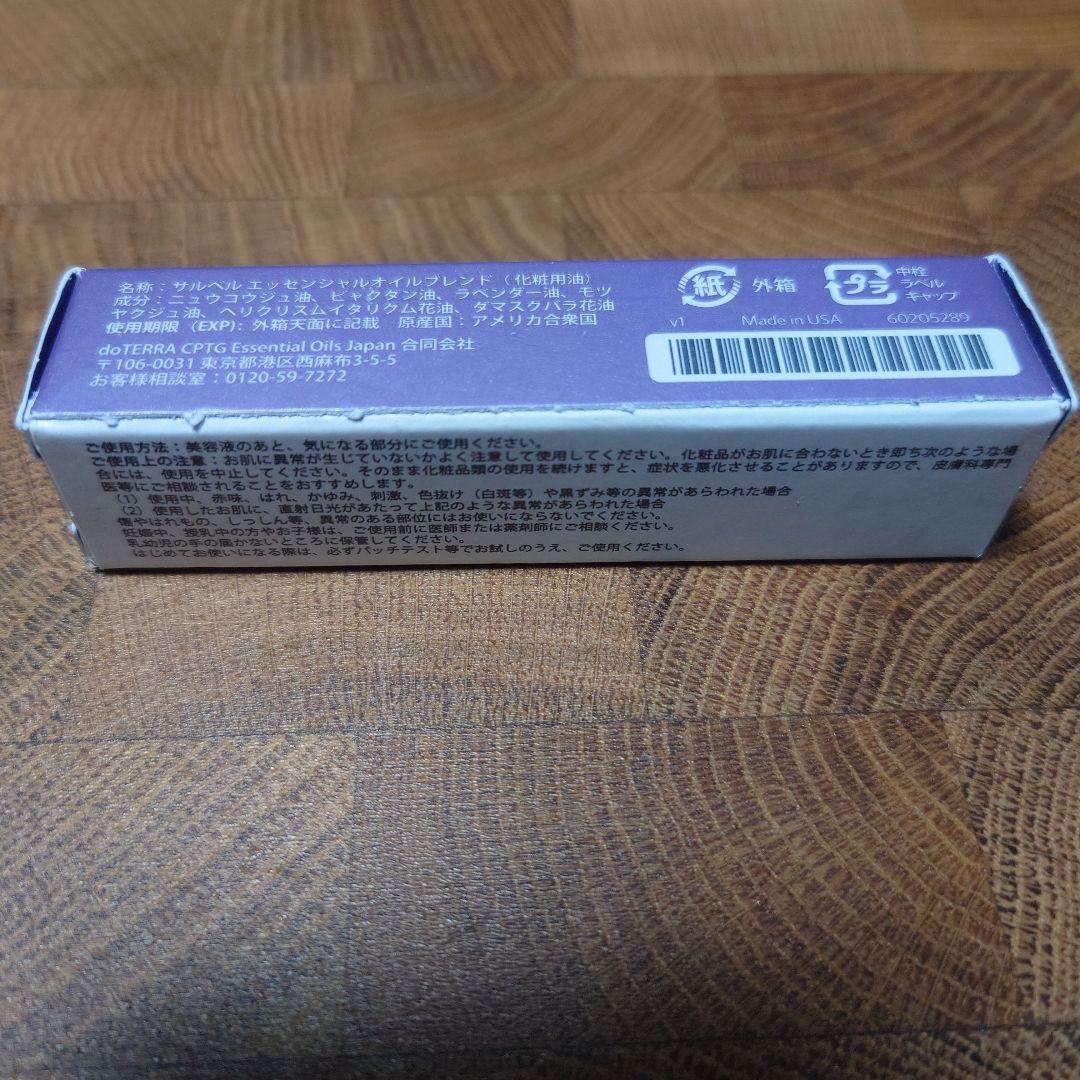 名称：サルベル エッセンシャルオイルブレンド（化粧用油）
成分：ニュウコウジュ油、ビャクダン油、ラベンダー油、モツ
ヤクジュ油、ヘリクリスムイタリクム花油、ダマスクバラ花油
使用期限（EXP）：外箱天面に記載　原産国：アメリカ合衆国
doTERRA CPTG Essential Oils Japan 合同会社
〒106-0031 東京都港区西麻布3-5-5
お客様相談室：0120-59-7272
紙 外箱
プラ 中栓
ラベル
キャップ
v1 Made in USA 60205289
ご使用方法：美容液のあと、気になる部分にご使用ください。
ご使用上の注意：お肌に異常が生じていないかよく注意して使用してください。化粧品がお肌に合わないとき即ち次のような場
合には、使用を中止してください。そのまま化粧品類の使用を続けますと、症状を悪化させることがありますので、皮膚科専門
医等にご相談されることをおすすめします。
（1）使用中、赤味、はれ、かゆみ、刺激、色抜け（白斑等）や黒ずみ等の異常があらわれた場合
（2）使用したお肌に、直射日光があたって上記のような異常があらわれた場合
傷やはれもの、しっしん等、異常のある部位にはお使いにならないでください。
妊娠中、授乳中の方やお子様は、ご使用前に医師または薬剤師にご相談ください。
乳幼児の手の届かないところに保管してください。
はじめてお使いになる際は、必ずパッチテスト等でお試しのうえ、ご使用ください。